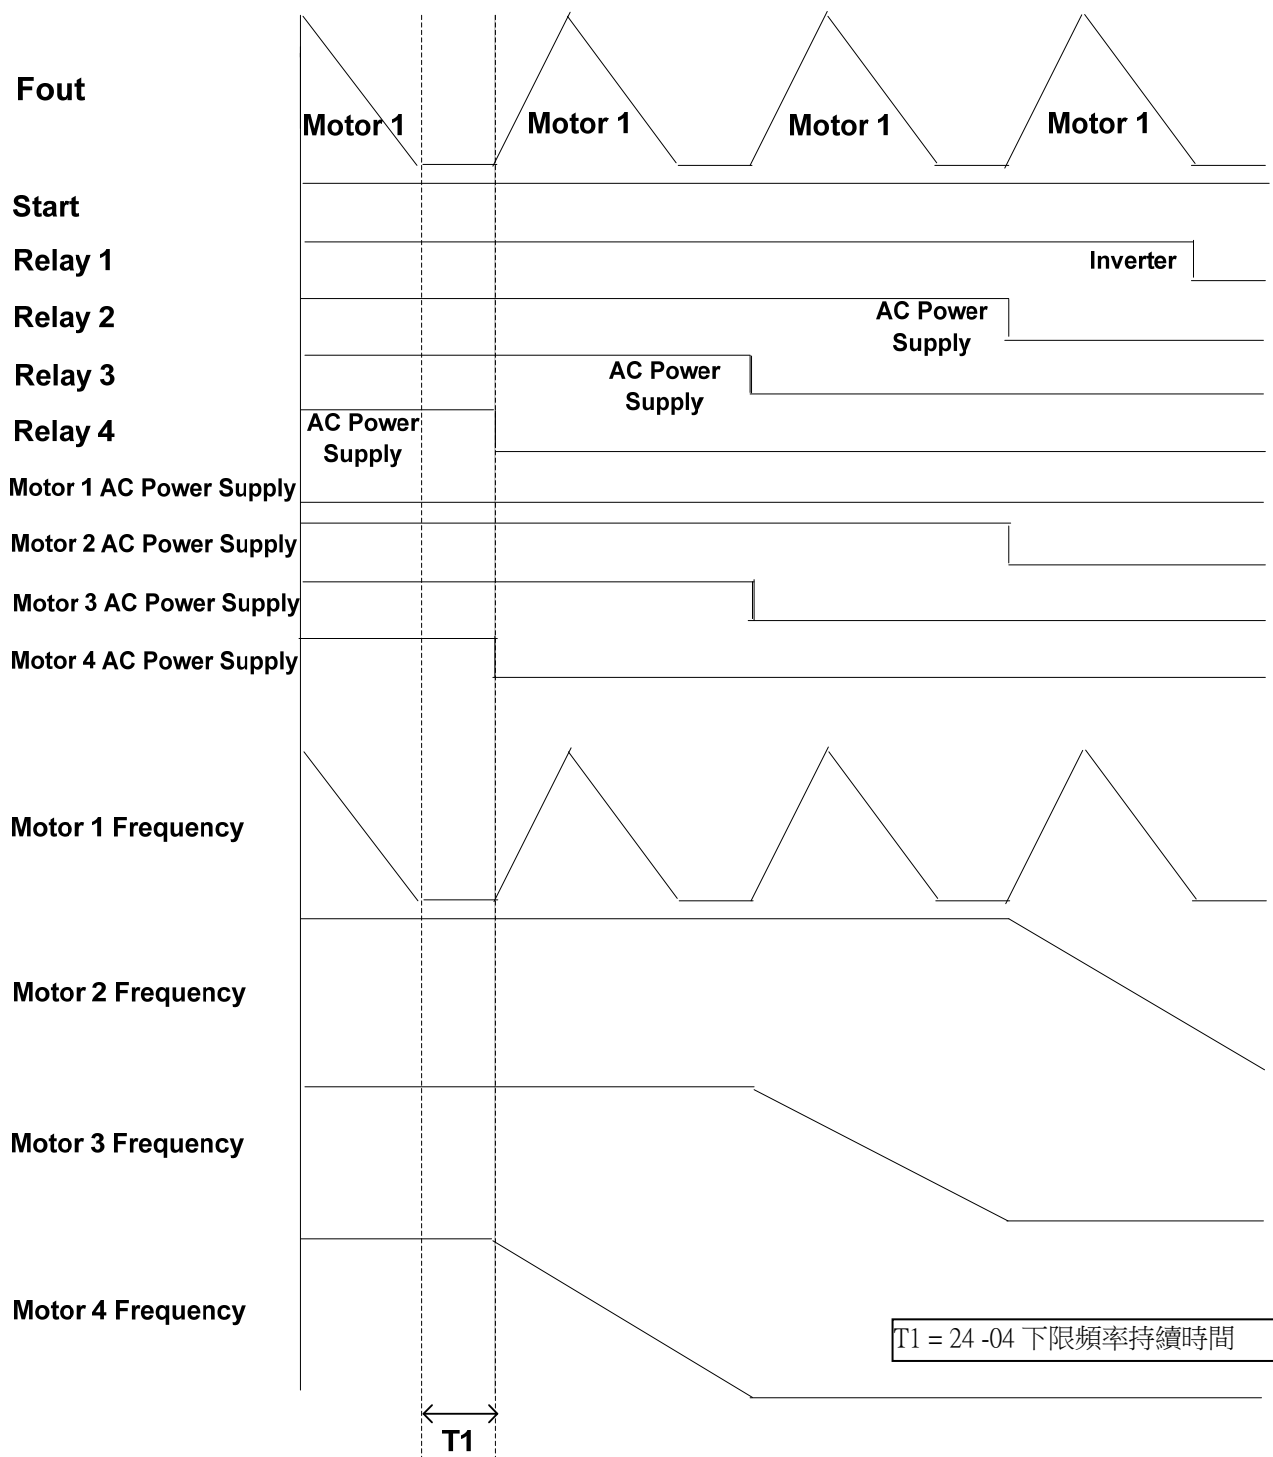 Fout
Motor 1
Motor 1
Motor 1
Motor 1
Start
Relay 1
Inverter
Relay 2
AC Power
Supply
Relay 3
AC Power
Supply
Relay 4
AC Power
Supply
Motor 1 AC Power Supply
Motor 2 AC Power Supply
Motor 3 AC Power Supply
Motor 4 AC Power Supply
Motor 1 Frequency
Motor 2 Frequency
Motor 3 Frequency
Motor 4 Frequency
T1 = 24 -04 下限頻率持續時間
T1